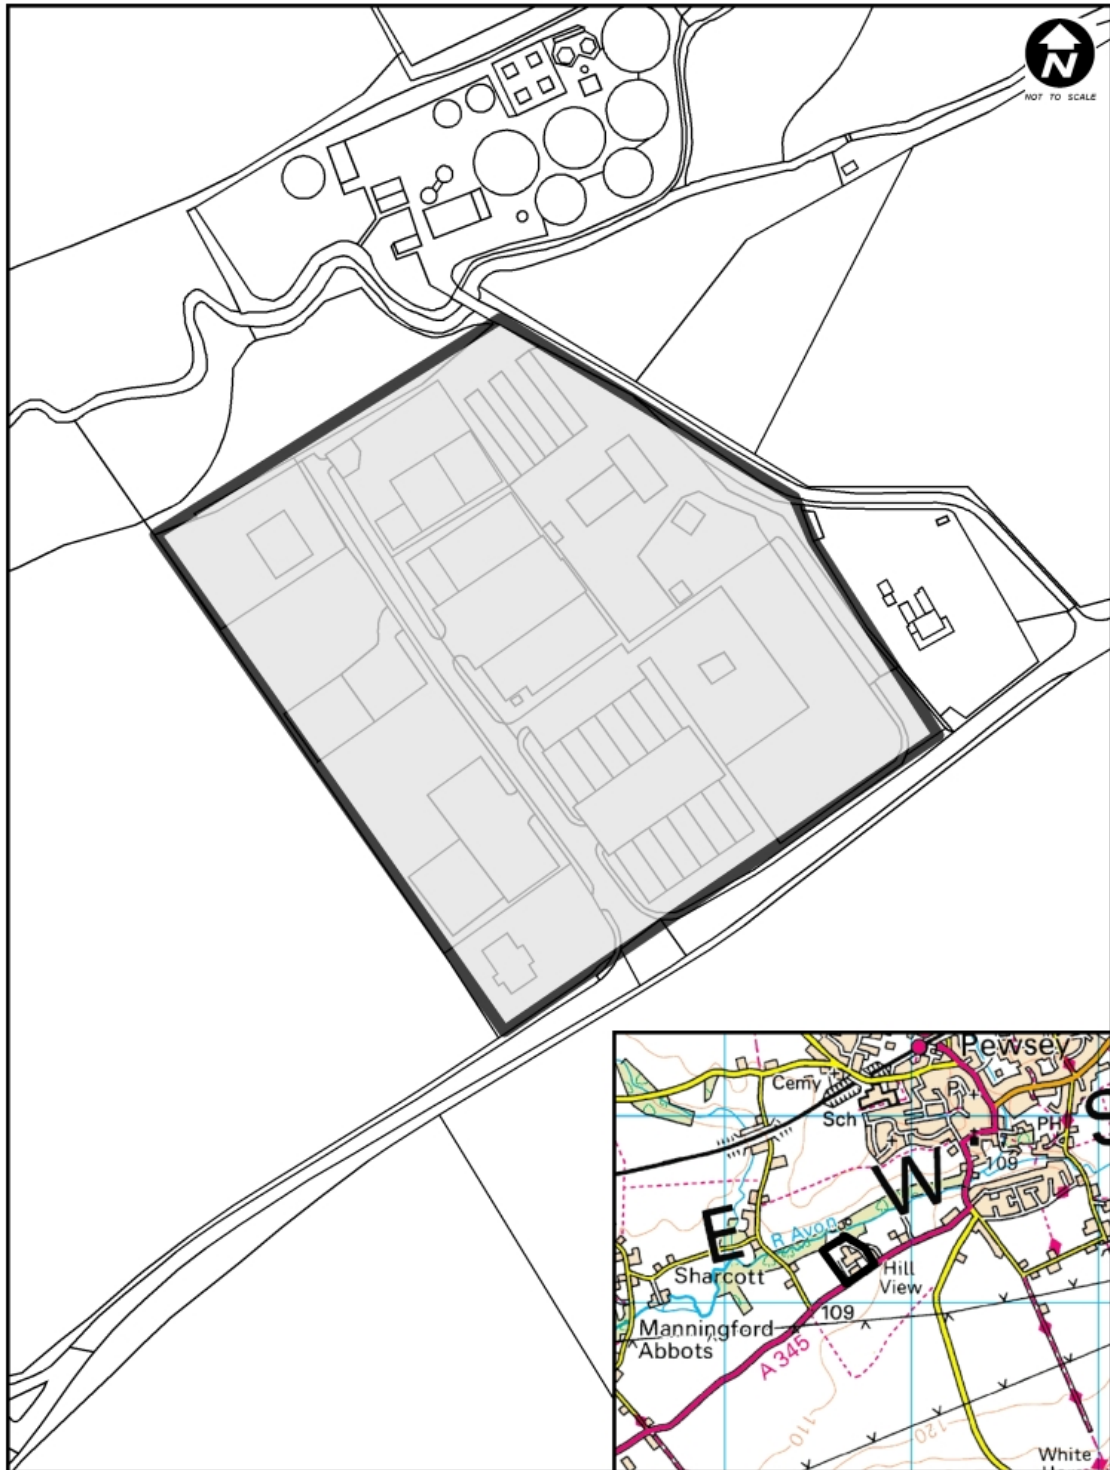 N
NOT TO SCALE
Pewsey
Cemy
P
Sch
PH
S
109
W
E
R Avon
Sharcott
Hill
View
109
Manningford
Abbots
A 345
110
120
White